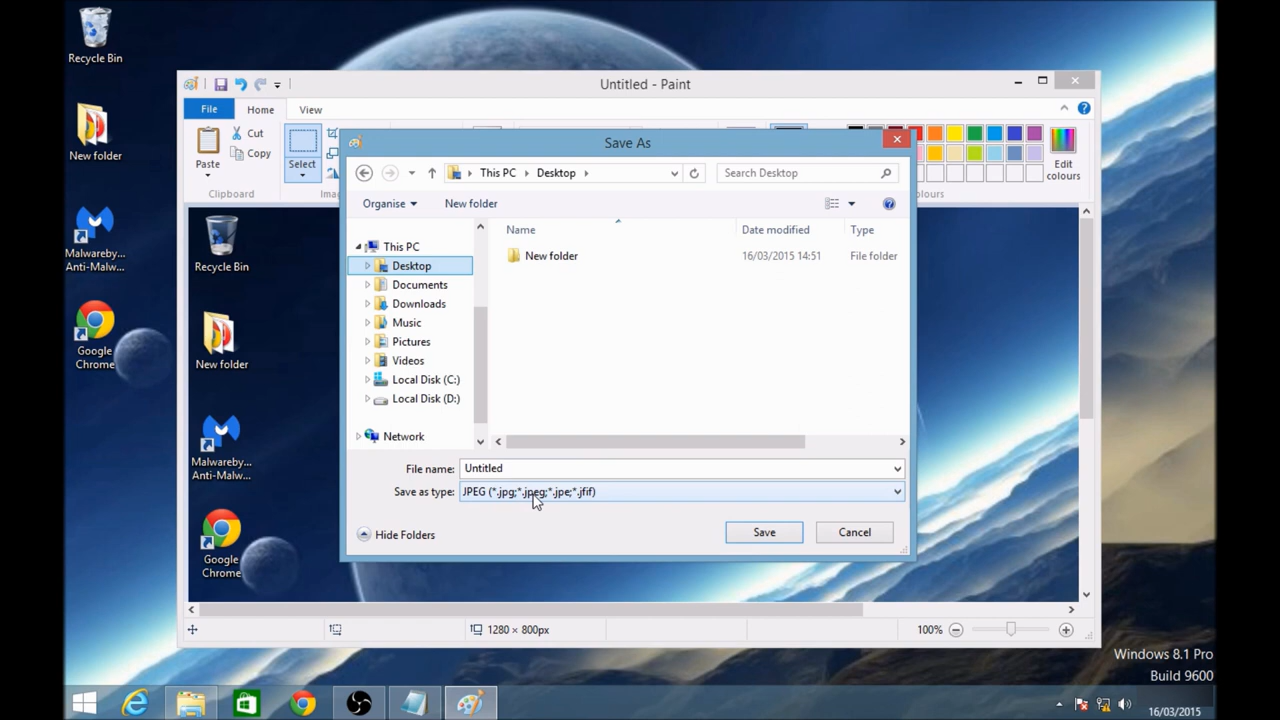 Recycle Bin
New folder
Malwareby...
Anti-Malw...
Google
Chrome
Untitled - Paint
File
Home
View
Paste
Cut
Copy
Clipboard
Select
Ima
Edit
colours
olours
Recycle Bin
New folder
Malwareby...
Anti-Malw...
Google
Chrome
Save As
This PC
Desktop
Search Desktop
Organise
New folder
Name
Date modified
Type
New folder
16/03/2015 14:51
File folder
This PC
Desktop
Documents
Downloads
Music
Pictures
Videos
Local Disk (C:)
Local Disk (D:)
Network
File name: Untitled
Save as type: JPEG (*.jpg;*.jpeg;*.jpe;*.jfif)
Hide Folders
Save
Cancel
1280 × 800px
100%
Windows 8.1 Pro
Build 9600
16/03/2015